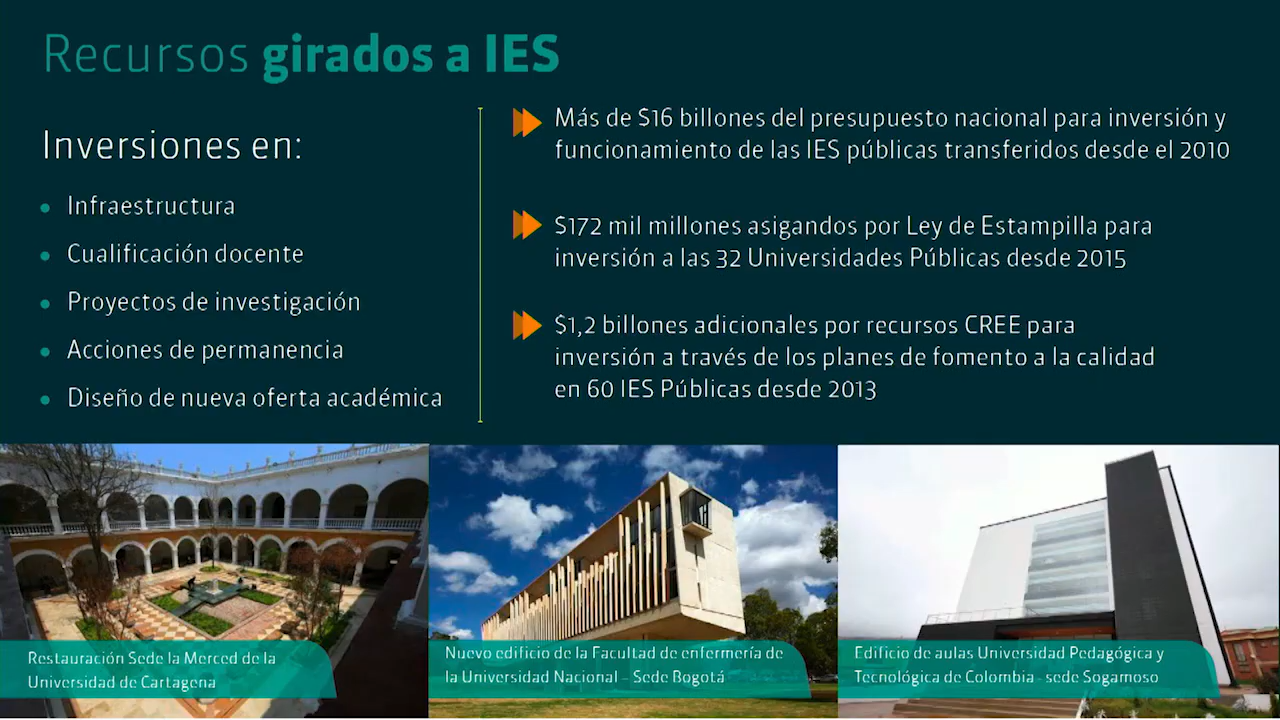 Recursos girados a IES
Inversiones en:
Infraestructura
Cualificación docente
Proyectos de investigación
Acciones de permanencia
Diseño de nueva oferta académica
Más de $16 billones del presupuesto nacional para inversión y
funcionamiento de las IES públicas transferidos desde el 2010
$172 mil millones asigandos por Ley de Estampilla para
inversión a las 32 Universidades Públicas desde 2015
$1,2 billones adicionales por recursos CREE para
inversión a través de los planes de fomento a la calidad
en 60 IES Públicas desde 2013
Restauración Sede la Merced de la
Universidad de Cartagena
Nuevo edificio de la Facultad de enfermería de
la Universidad Nacional – Sede Bogotá
Edificio de aulas Universidad Pedagógica y
Tecnológica de Colombia - sede Sogamoso